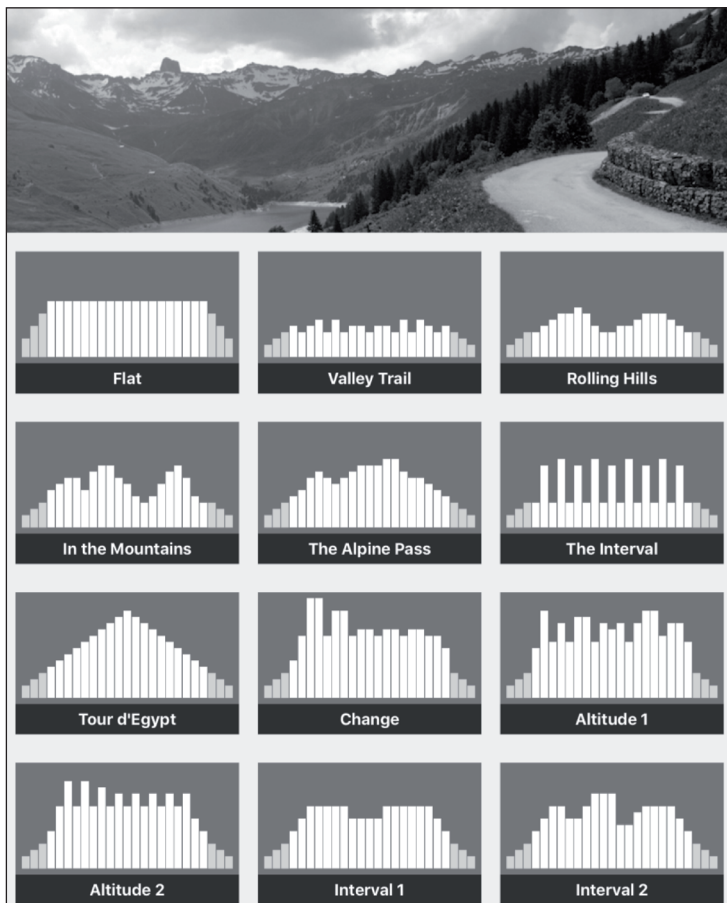 Flat
Valley Trail
Rolling Hills
In the Mountains
The Alpine Pass
The Interval
Tour d'Egypt
Change
Altitude 1
Altitude 2
Interval 1
Interval 2